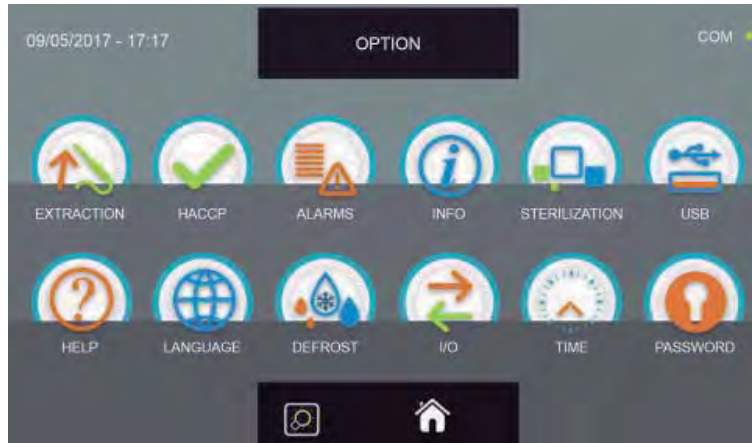 09/05/2017 - 17:17 OPTION COM
EXTRACTION HACCP ALARMS INFO STERILIZATION USB
HELP LANGUAGE DEFROST I/O TIME PASSWORD